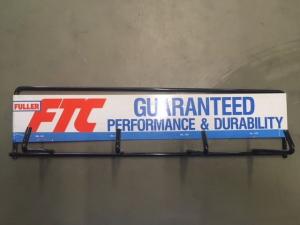 FULLER
FTC
GUARANTEED
PERFORMANCE & DURABILITY